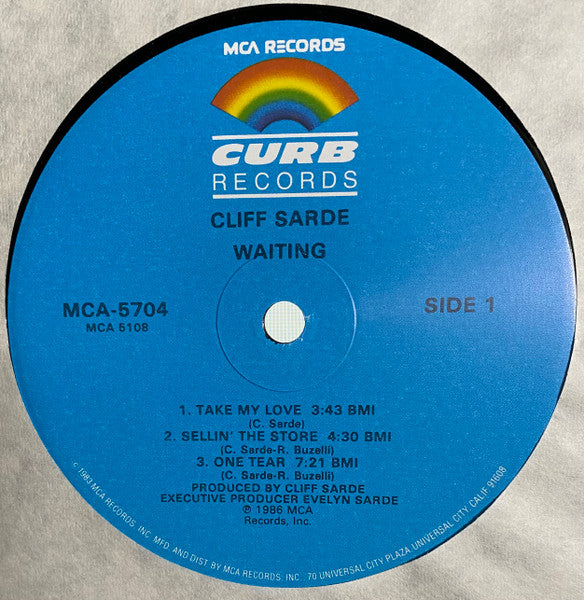 MCA RECORDS
CURB
RECORDS
CLIFF SARDE
WAITING
MCA-5704
MCA 5108
SIDE 1
1. TAKE MY LOVE 3:43 BMI
(C. Sarde)
2. SELLIN' THE STORE 4:30 BMI
(C. Sarde-R. Buzelli)
3. ONE TEAR 7:21 BMI
(C. Sarde-R. Buzelli)
PRODUCED BY CLIFF SARDE
EXECUTIVE PRODUCER EVELYN SARDE
℗ 1986 MCA
Records, Inc.
© 1983 MCA RECORDS, INC. MFD. AND DIST. BY MCA RECORDS, INC. 70 UNIVERSAL CITY PLAZA UNIVERSAL CITY, CALIF. 91608